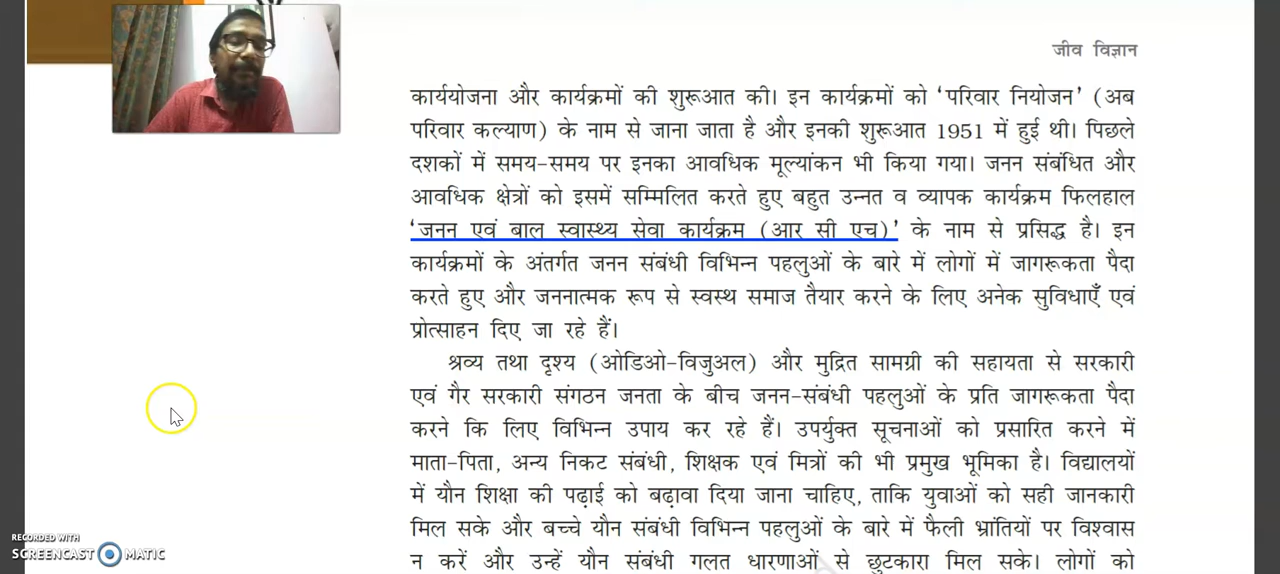 जीव विज्ञान
कार्ययोजना और कार्यक्रमों की शुरूआत की। इन कार्यक्रमों को 'परिवार नियोजन' (अब
परिवार कल्याण) के नाम से जाना जाता है और इनकी शुरूआत 1951 में हुई थी। पिछले
दशकों में समय-समय पर इनका आवधिक मूल्यांकन भी किया गया। जनन संबंधित और
आवधिक क्षेत्रों को इसमें सम्मिलित करते हुए बहुत उन्नत व व्यापक कार्यक्रम फिलहाल
'जनन एवं बाल स्वास्थ्य सेवा कार्यक्रम (आर सी एच)' के नाम से प्रसिद्ध है। इन
कार्यक्रमों के अंतर्गत जनन संबंधी विभिन्न पहलुओं के बारे में लोगों में जागरूकता पैदा
करते हुए और जननात्मक रूप से स्वस्थ समाज तैयार करने के लिए अनेक सुविधाएँ एवं
प्रोत्साहन दिए जा रहे हैं।
श्रव्य तथा दृश्य (ओडिओ-विजुअल) और मुद्रित सामग्री की सहायता से सरकारी
एवं गैर सरकारी संगठन जनता के बीच जनन-संबंधी पहलुओं के प्रति जागरूकता पैदा
करने कि लिए विभिन्न उपाय कर रहे हैं। उपर्युक्त सूचनाओं को प्रसारित करने में
माता-पिता, अन्य निकट संबंधी, शिक्षक एवं मित्रों की भी प्रमुख भूमिका है। विद्यालयों
में यौन शिक्षा की पढ़ाई को बढ़ावा दिया जाना चाहिए, ताकि युवाओं को सही जानकारी
मिल सके और बच्चे यौन संबंधी विभिन्न पहलुओं के बारे में फैली भ्रांतियों पर विश्वास
न करें और उन्हें यौन संबंधी गलत धारणाओं से छुटकारा मिल सके। लोगों को
RECORDED WITH
SCREENCAST MATIC